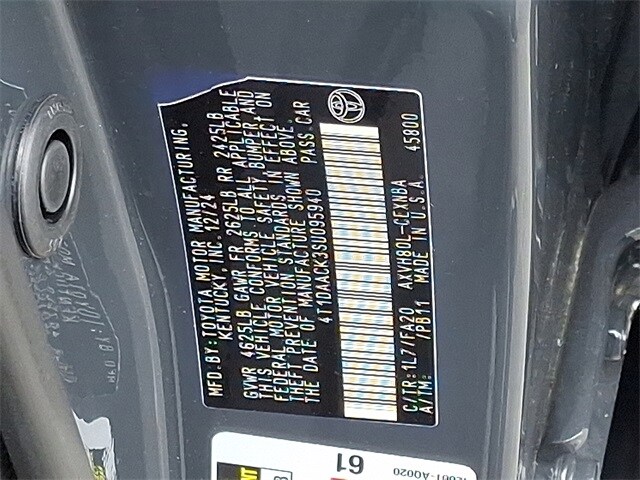 MFG.BY:TOYOTA MOTOR MANUFACTURING,
KENTUCKY, INC. 12/24
GVWR 4625LB GAWR FR 2625LB RR 2425LB
THIS VEHICLE CONFORMS TO ALL APPLICABLE
FEDERAL MOTOR VEHICLE SAFETY, BUMPER, AND
THEFT PREVENTION STANDARDS IN EFFECT ON
THE DATE OF MANUFACTURE SHOWN ABOVE.
4T1DAACK3SU095940 PASS.CAR
C/TR:1L7/FA20 AXVH80L-CEXNBA
A/TM: /PB11 MADE IN U.S.A. 45800
61